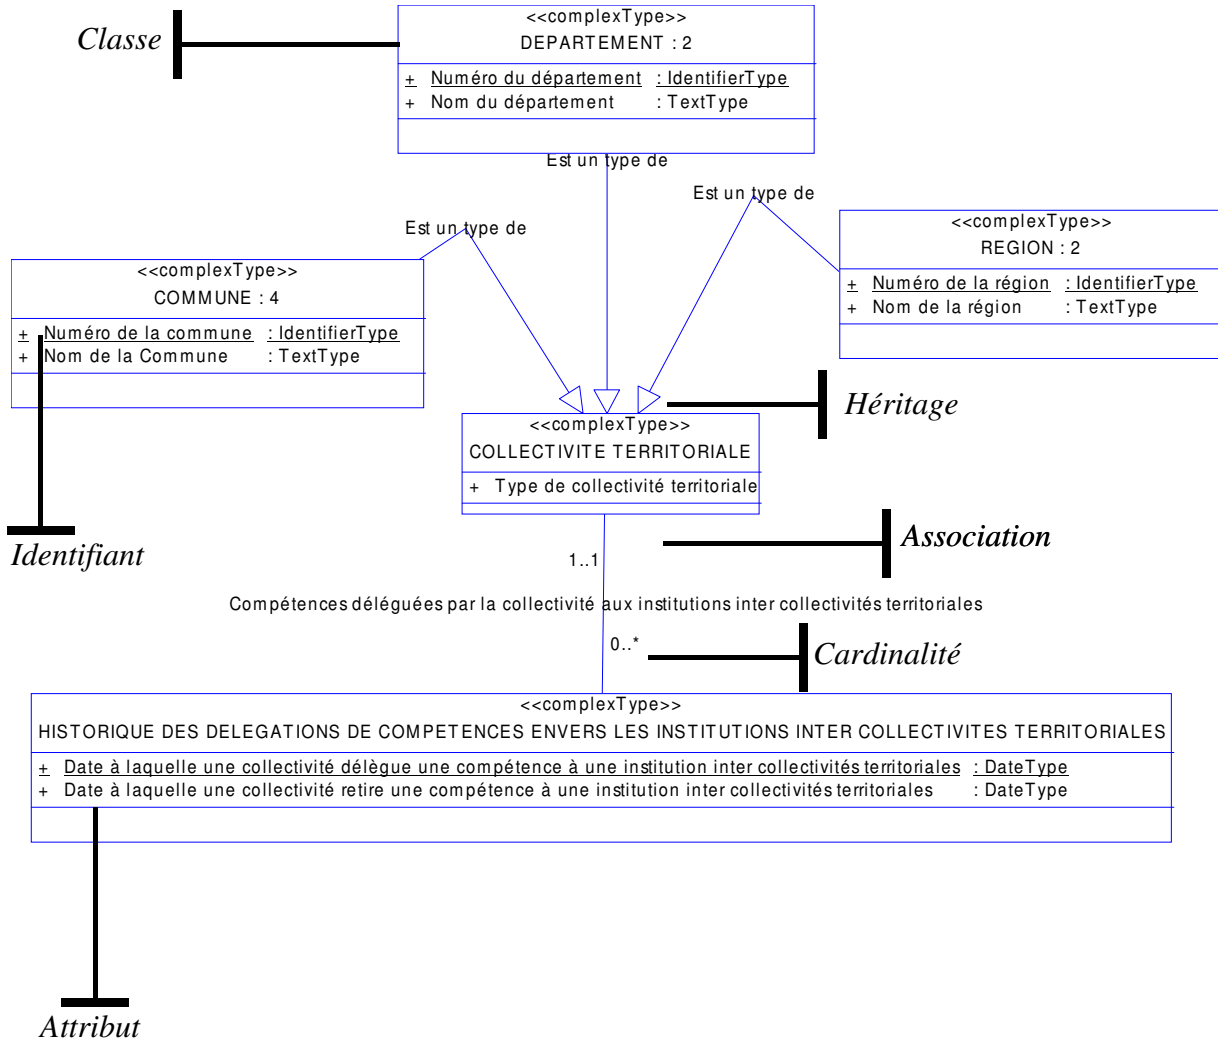 Classe
<<complexType>>
DEPARTEMENT : 2
+ Numéro du département : IdentifierType
+ Nom du département : TextType
Est un type de
Est un type de
Est un type de
<<complexType>>
REGION : 2
+ Numéro de la région : IdentifierType
+ Nom de la région : TextType
<<complexType>>
COMMUNE : 4
+ Numéro de la commune : IdentifierType
+ Nom de la Commune : TextType
Héritage
<<complexType>>
COLLECTIVITE TERRITORIALE
+ Type de collectivité territoriale
Identifiant
Association
1..1
Compétences déléguées par la collectivité aux institutions inter collectivités territoriales
0..*
Cardinalité
<<complexType>>
HISTORIQUE DES DELEGATIONS DE COMPETENCES ENVERS LES INSTITUTIONS INTER COLLECTIVITES TERRITORIALES
+ Date à laquelle une collectivité délègue une compétence à une institution inter collectivités territoriales : DateType
+ Date à laquelle une collectivité retire une compétence à une institution inter collectivités territoriales : DateType
Attribut